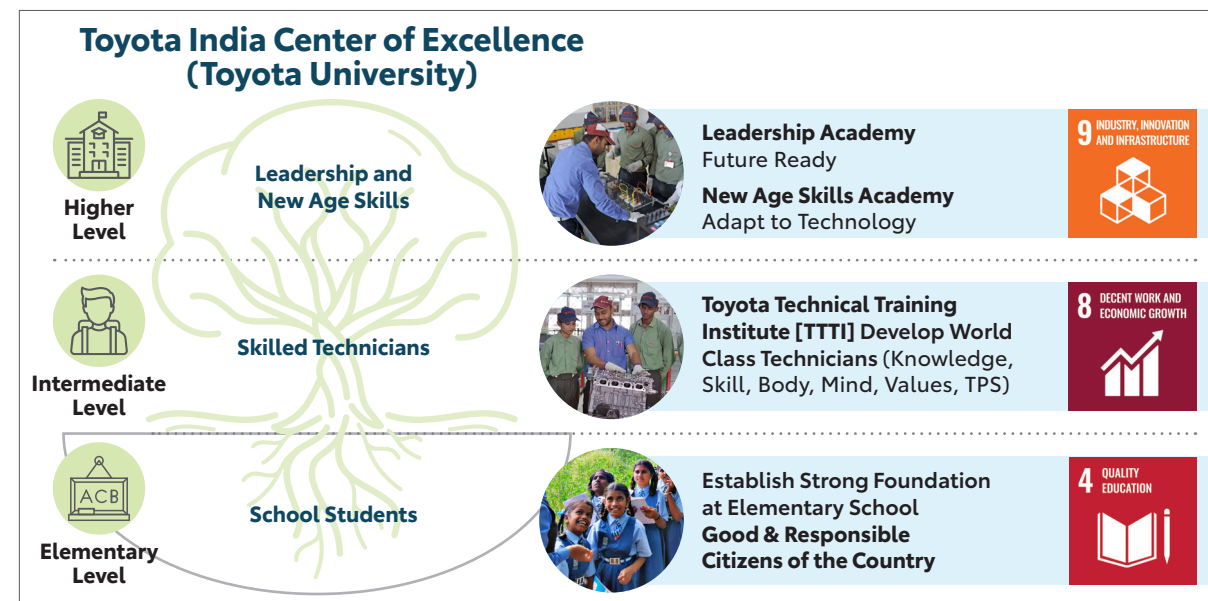 Toyota India Center of Excellence
(Toyota University)
Higher
Level
Leadership and
New Age Skills
Leadership Academy
Future Ready
New Age Skills Academy
Adapt to Technology
9 INDUSTRY, INNOVATION
AND INFRASTRUCTURE
Intermediate
Level
Skilled Technicians
Toyota Technical Training
Institute [TTTI] Develop World
Class Technicians (Knowledge,
Skill, Body, Mind, Values, TPS)
8 DECENT WORK AND
ECONOMIC GROWTH
ACB
Elementary
Level
School Students
Establish Strong Foundation
at Elementary School
Good & Responsible
Citizens of the Country
4 QUALITY
EDUCATION